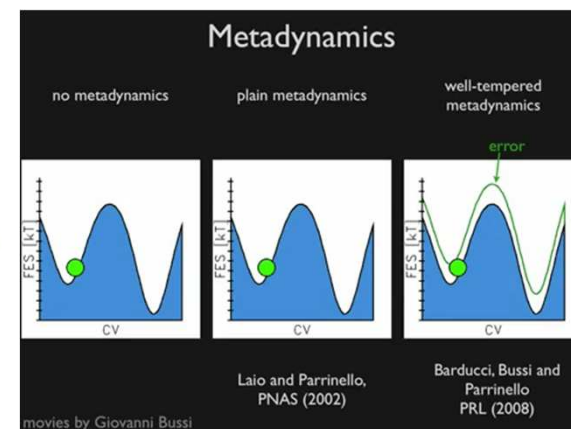 Metadynamics
no metadynamics
plain metadynamics
well-tempered
metadynamics
error
FES [kT]
CV
FES [kT]
CV
FES [kT]
CV
Laio and Parrinello,
PNAS (2002)
Barducci, Bussi and
Parrinello
PRL (2008)
movies by Giovanni Bussi